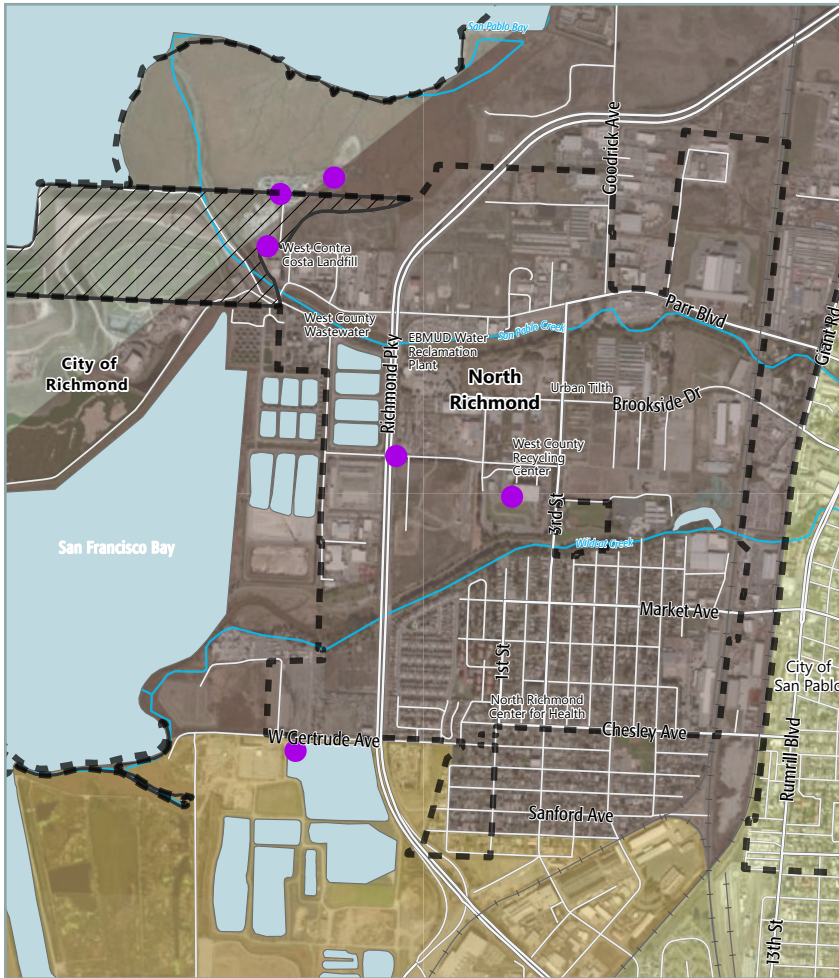 San Pablo Bay
Goodrick Ave
West Contra
Costa Landfill
West County
Wastewater
EBMUD Water
Reclamation
Plant
San Pablo Creek
Parr Blvd
Giant Rd
City of
Richmond
Richmond Pky
North
Richmond
Urban Tilth
Brookside Dr
West County
Recycling
Center
3rd St
San Francisco Bay
Wildcat Creek
Market Ave
1st St
City of
San Pablo
North Richmond
Center for Health
W Gertrude Ave
Chesley Ave
Rumrill Blvd
Sanford Ave
13th St